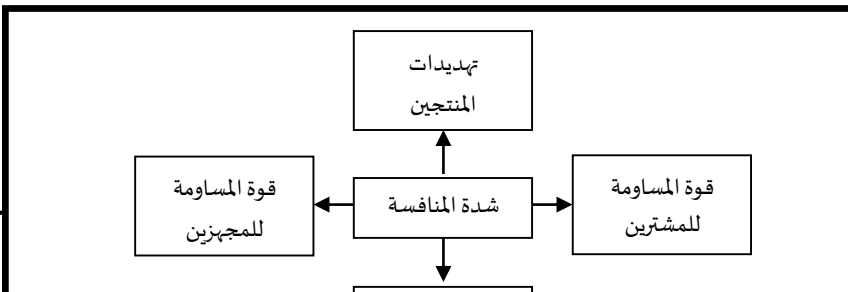 تهديدات
المنتجين
قوة المساومة
للمشترين
شدة المنافسة
قوة المساومة
للمجهزين